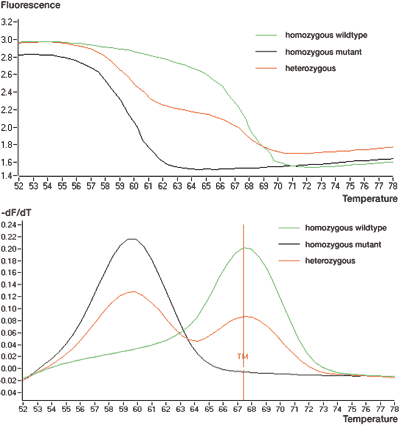 Fluorescence
3.2
3.0
2.8
2.6
2.4
2.2
2.0
1.8
1.6
1.4
homozygous wildtype
homozygous mutant
heterozygous
52 53 54 55 56 57 58 59 60 61 62 63 64 65 66 67 68 69 70 71 72 73 74 75 76 77 78
Temperature
-dF/dT
0.24
0.22
0.20
0.18
0.16
0.14
0.12
0.10
0.08
0.06
0.04
0.02
0.00
-0.02
-0.04
homozygous wildtype
homozygous mutant
heterozygous
TM
52 53 54 55 56 57 58 59 60 61 62 63 64 65 66 67 68 69 70 71 72 73 74 75 76 77 78
Temperature